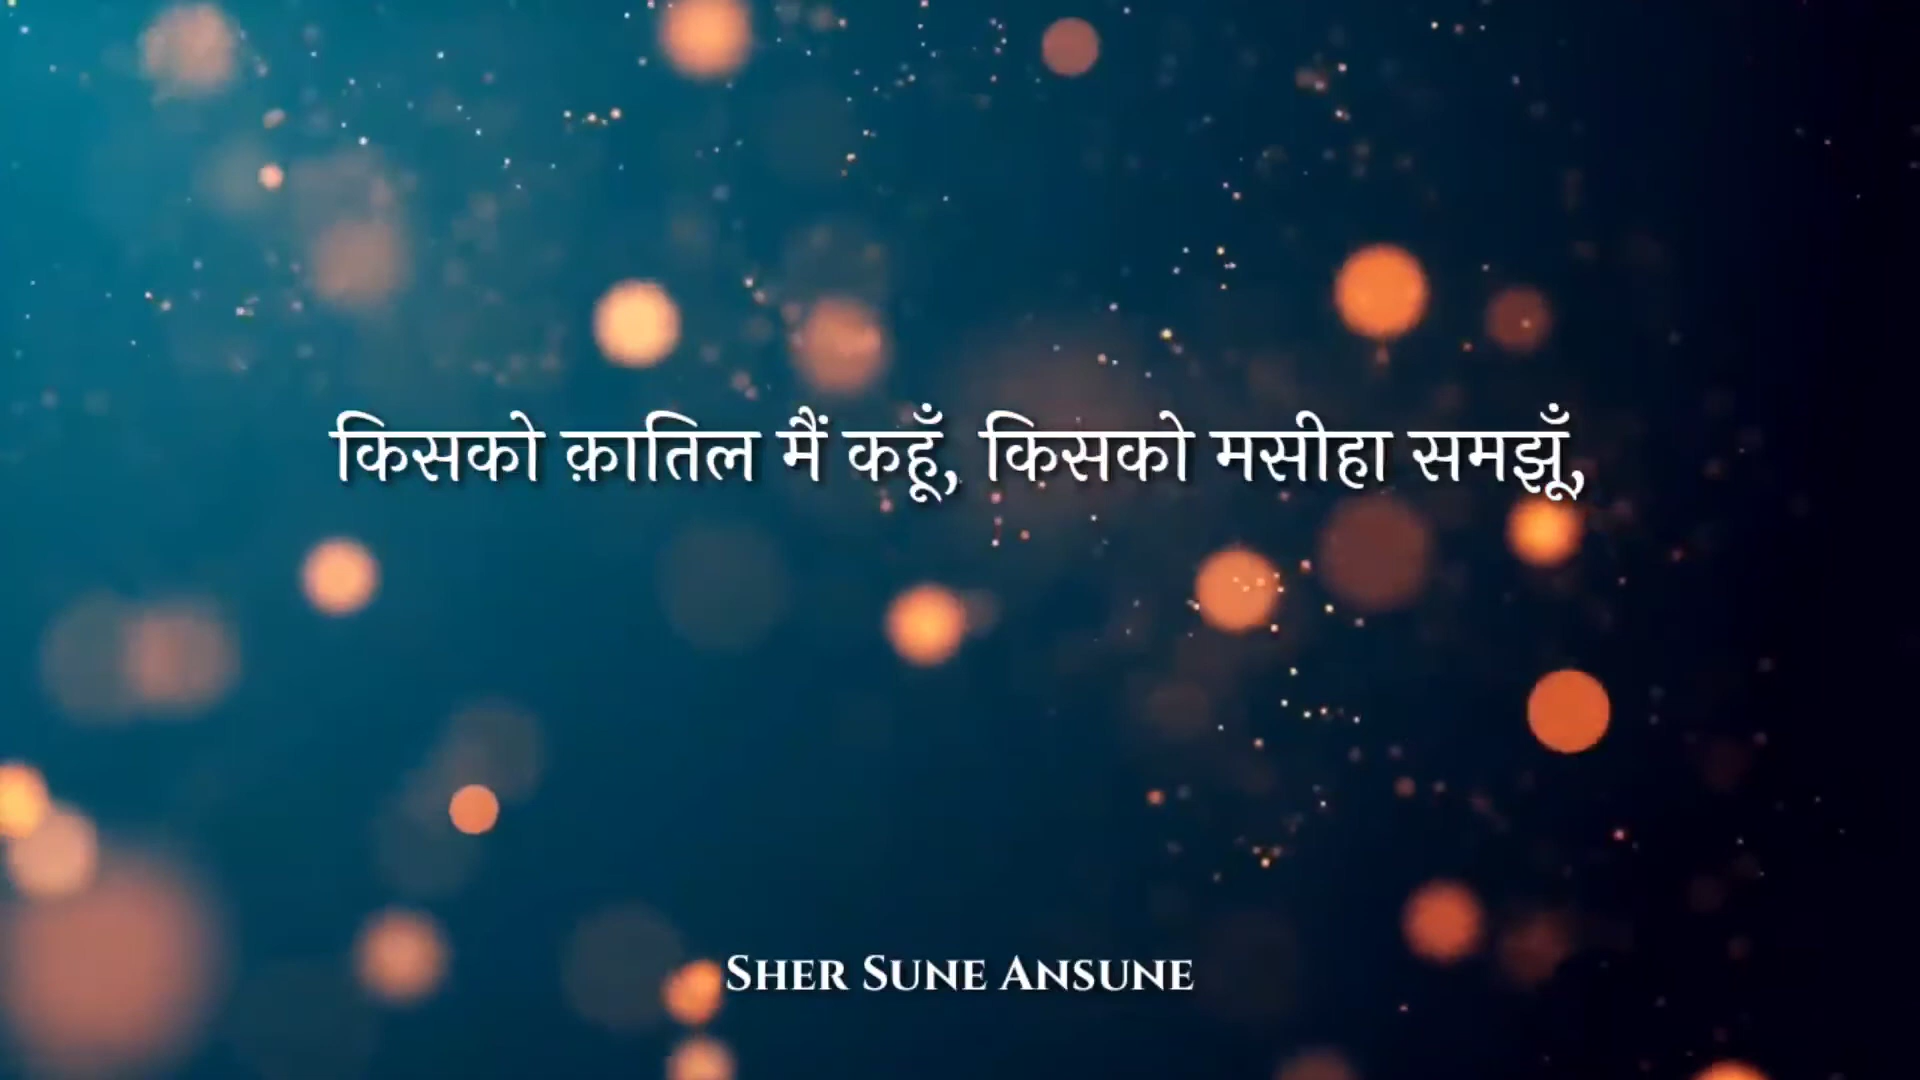 किसको क़ातिल मैं कहूँ, किसको मसीहा समझूँ,
Sher Sune Ansune